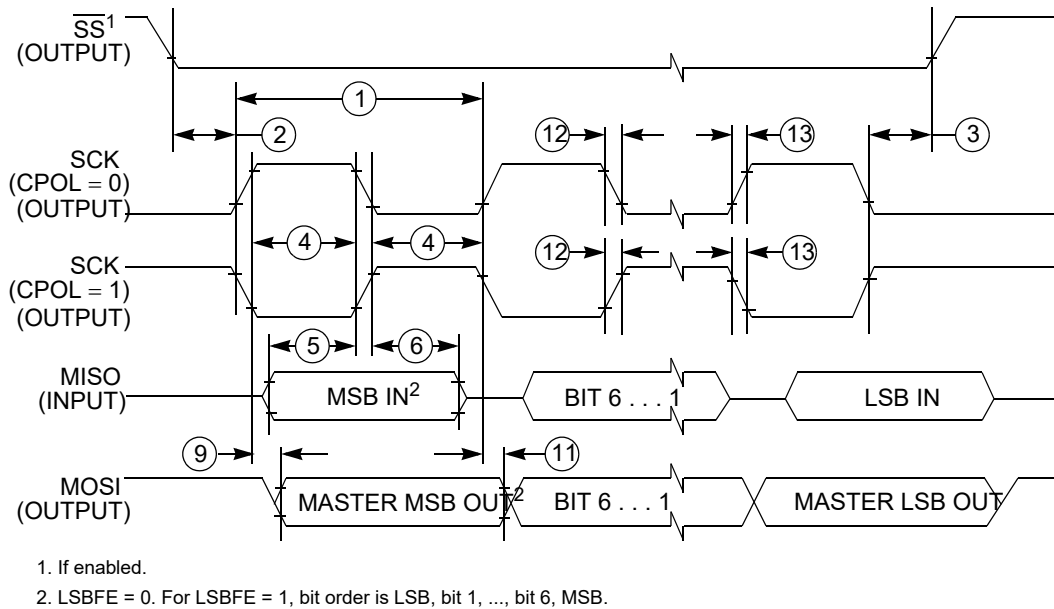 SS1
(OUTPUT)
1
2
12
13
3
SCK
(CPOL = 0)
(OUTPUT)
4
4
12
13
SCK
(CPOL = 1)
(OUTPUT)
5
6
MISO
(INPUT)
MSB IN2
BIT 6 . . . 1
LSB IN
9
11
MOSI
(OUTPUT)
MASTER MSB OUT2
BIT 6 . . . 1
MASTER LSB OUT
1. If enabled.
2. LSBFE = 0. For LSBFE = 1, bit order is LSB, bit 1, ..., bit 6, MSB.